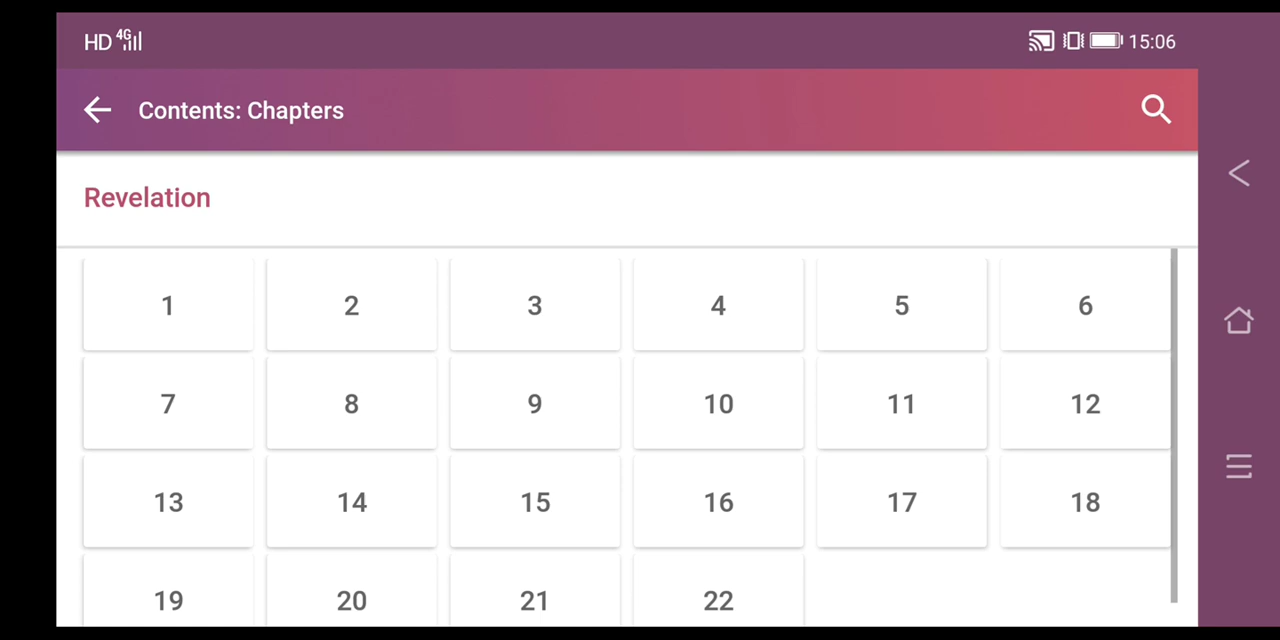 HD 4G 15:06
Contents: Chapters
Revelation
1 2 3 4 5 6
7 8 9 10 11 12
13 14 15 16 17 18
19 20 21 22